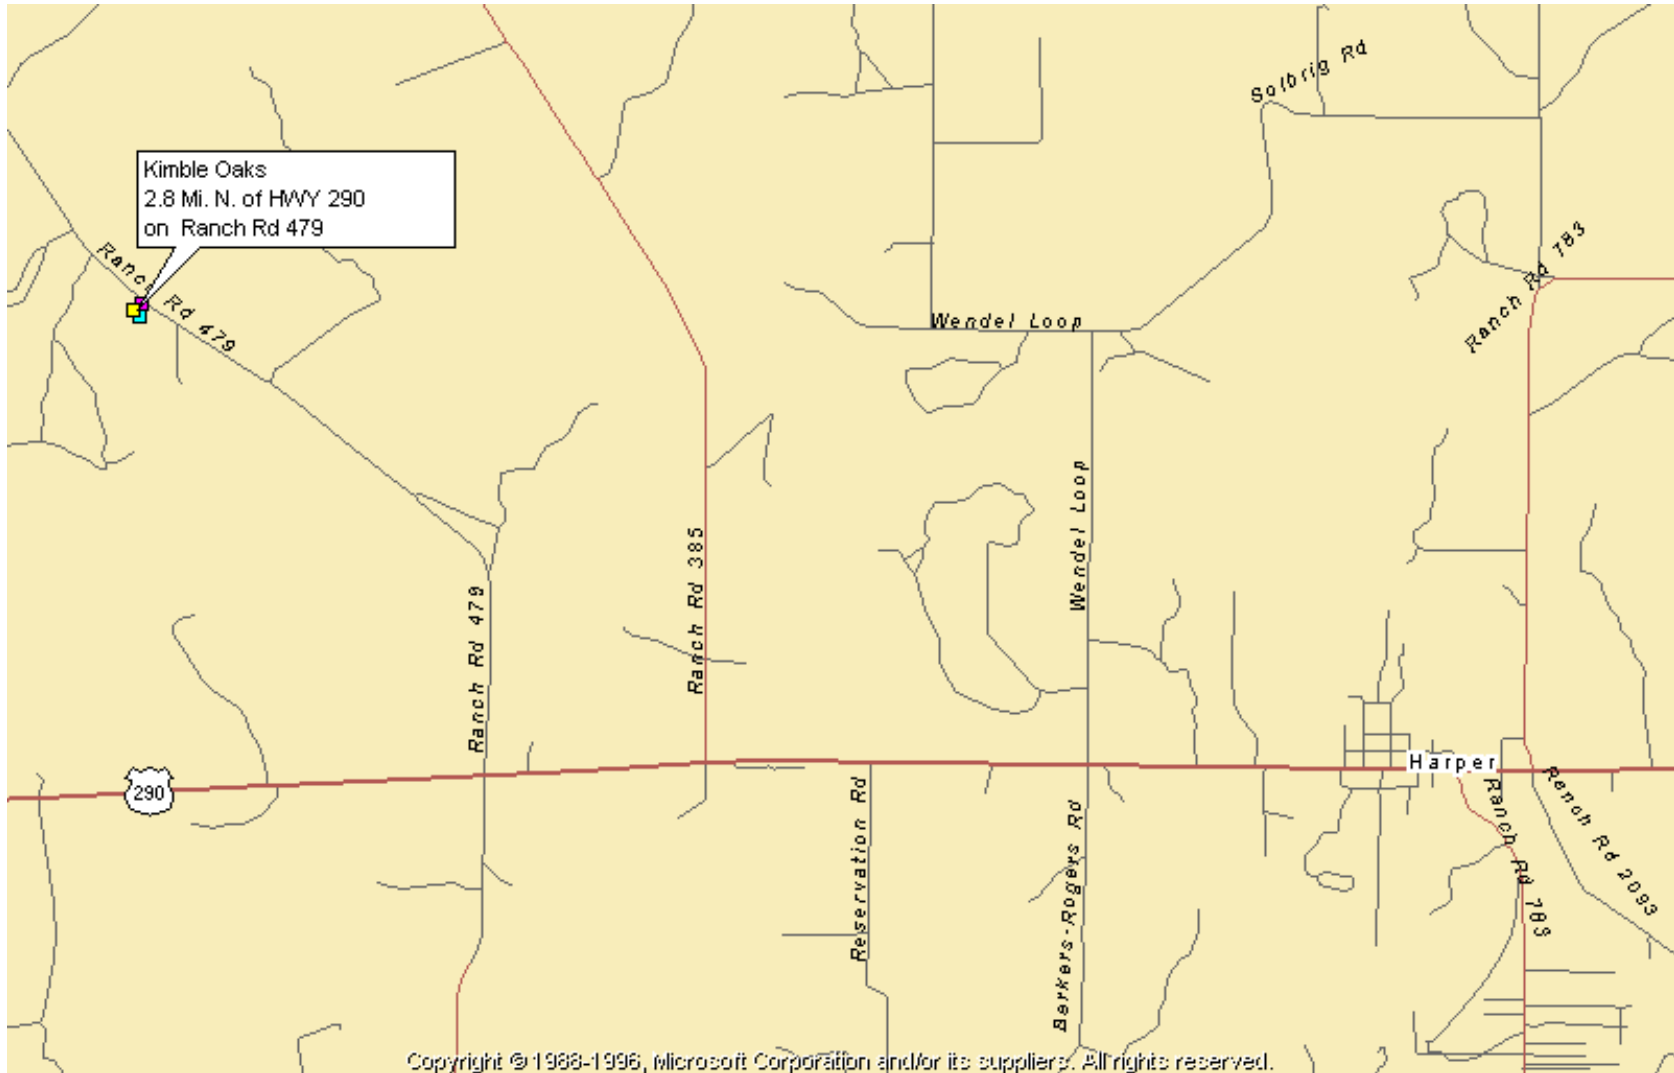 Solbrig Rd
Kimble Oaks
2.8 Mi. N. of HWY 290
on Ranch Rd 479
Ranch Rd 479
Ranch Rd 783
Wendel Loop
Wendel Loop
Ranch Rd 385
Ranch Rd 479
290
Harper
Reservation Rd
Berkers-Rogers Rd
Ranch Rd 783
Ranch Rd 2093
Copyright © 1988-1996, Microsoft Corporation and/or its suppliers. All rights reserved.